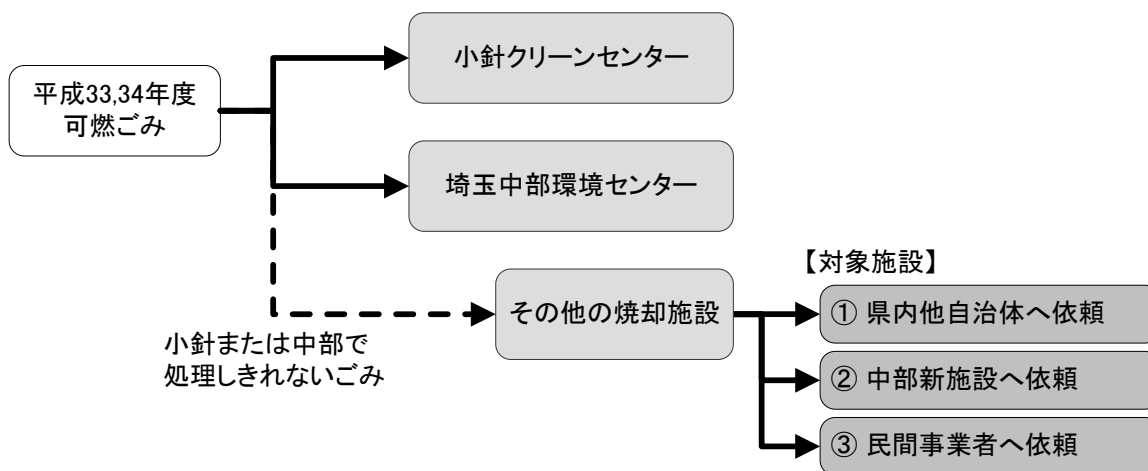 小針クリーンセンター
平成33,34年度
可燃ごみ
埼玉中部環境センター
【対象施設】
その他の焼却施設
① 県内他自治体へ依頼
小針または中部で
処理しきれないごみ
② 中部新施設へ依頼
③ 民間事業者へ依頼